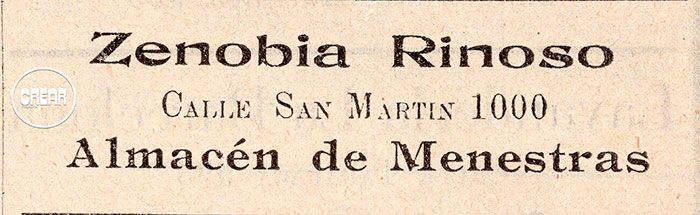 Zenobia Rinoso
CREAR
CALLE SAN MARTIN 1000
Almacén de Menestras